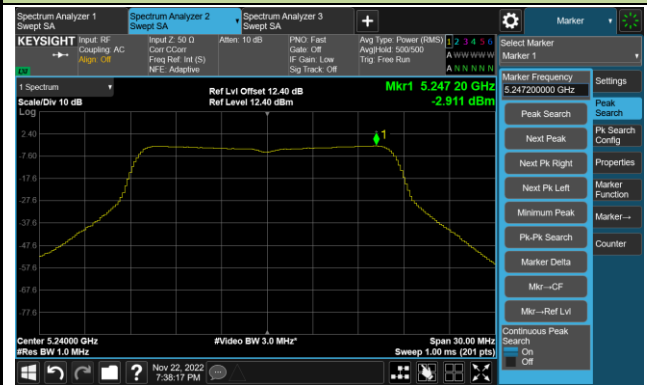 Spectrum Analyzer 1
Swept SA
Spectrum Analyzer 2
Swept SA
Spectrum Analyzer 3
Swept SA
+
Marker
KEYSIGHT
Input: RF
Coupling: AC
Align: Off
Input Z: 50 Ω
Corr CCorr
Freq Ref: Int (S)
NFE: Adaptive
Atten: 10 dB
PNO: Fast
Gate: Off
IF Gain: Low
Sig Track: Off
Avg Type: Power (RMS)
Avg|Hold: 500/500
Trig: Free Run
1 2 3 4 5 6
A W W W W W
A N N N N N
LXI
Select Marker
Marker 1
1 Spectrum
Scale/Div 10 dB
Log
Ref Lvl Offset 12.40 dB
Ref Level 12.40 dBm
Mkr1 5.247 20 GHz
-2.911 dBm
1
2.40
-7.60
-17.6
-27.6
-37.6
-47.6
-57.6
-67.6
-77.6
Center 5.24000 GHz
#Res BW 1.0 MHz
#Video BW 3.0 MHz*
Span 30.00 MHz
Sweep 1.00 ms (201 pts)
Marker Frequency
5.247200000 GHz
Peak Search
Next Peak
Next Pk Right
Next Pk Left
Minimum Peak
Pk-Pk Search
Marker Delta
Mkr→CF
Mkr→Ref Lvl
Continuous Peak
Search
On
Off
Settings
Peak
Search
Pk Search
Config
Properties
Marker
Function
Marker→
Counter
?
Nov 22, 2022
7:38:17 PM